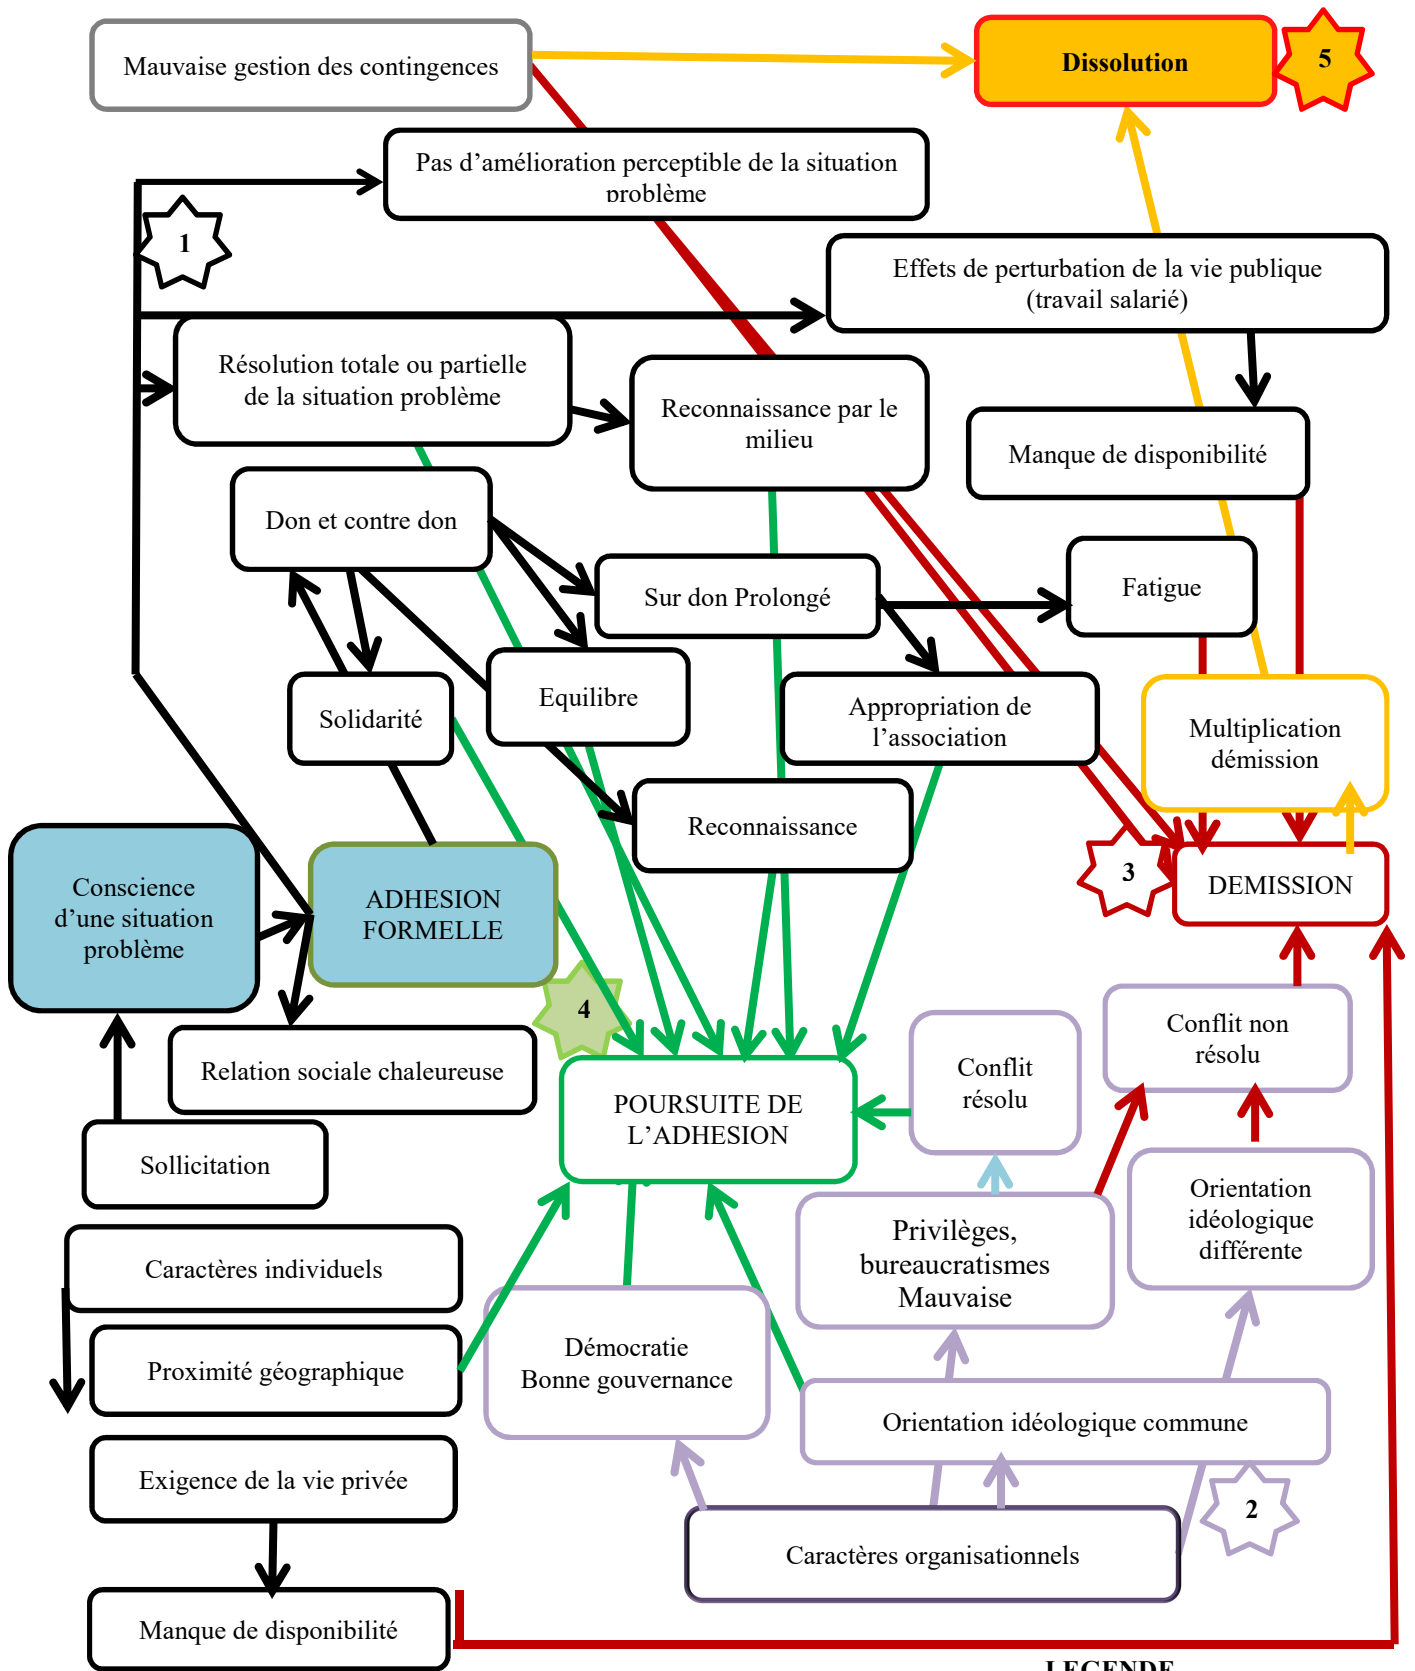 Mauvaise gestion des contingences
Dissolution
5
Pas d’amélioration perceptible de la situation
problème
1
Effets de perturbation de la vie publique
(travail salarié)
Résolution totale ou partielle
de la situation problème
Reconnaissance par le
milieu
Manque de disponibilité
Don et contre don
Sur don Prolongé
Fatigue
Solidarité
Equilibre
Appropriation de
l’association
Multiplication
démission
Reconnaissance
Conscience
d’une situation
problème
ADHESION
FORMELLE
3
DEMISSION
4
Relation sociale chaleureuse
Conflit
résolu
Conflit non
résolu
POURSUITE DE
L’ADHESION
Sollicitation
Orientation
idéologique
différente
Privilèges,
bureaucratismes
Mauvaise
Caractères individuels
Proximité géographique
Démocratie
Bonne gouvernance
Orientation idéologique commune
Exigence de la vie privée
2
Caractères organisationnels
Manque de disponibilité
LEGENDE